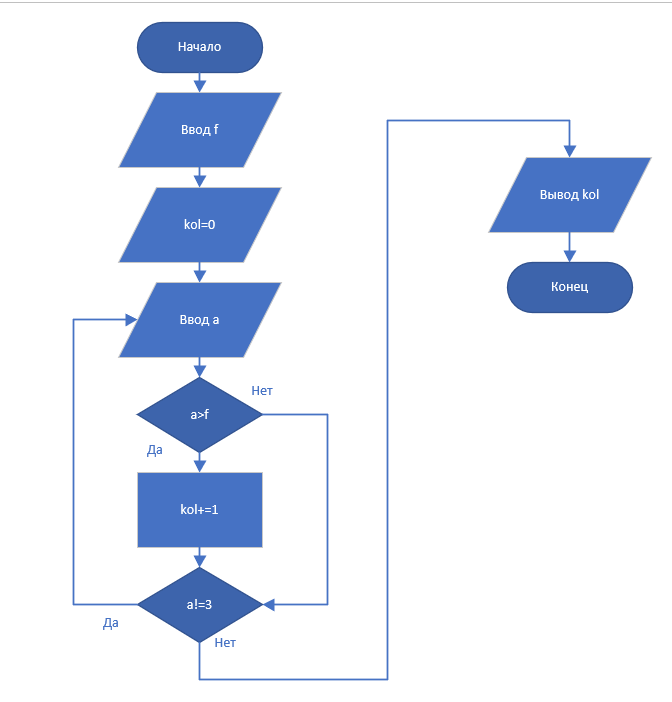 Начало
Ввод f
kol=0
Ввод a
a>f
Нет
Да
kol+=1
a!=3
Да
Нет
Вывод kol
Конец